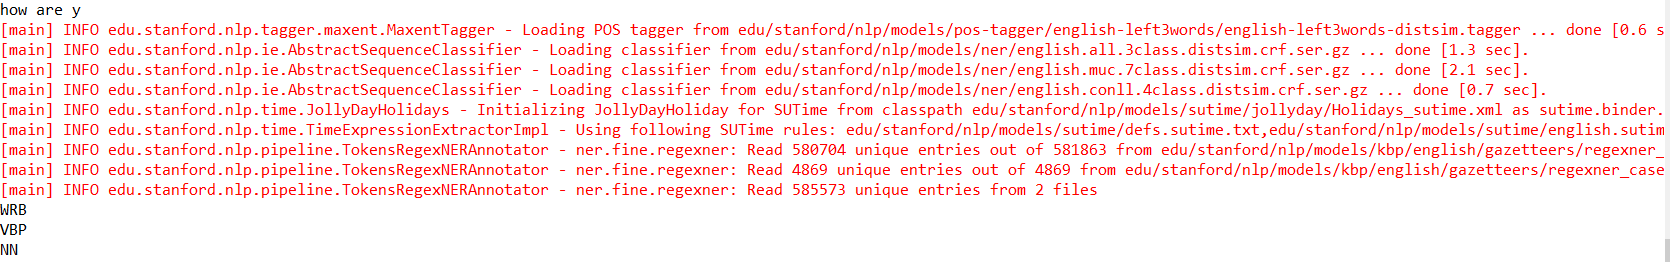 how are y
[main] INFO edu.stanford.nlp.tagger.maxent.MaxentTagger - Loading POS tagger from edu/stanford/nlp/models/pos-tagger/english-left3words/english-left3words-distsim.tagger ... done [0.6 s
[main] INFO edu.stanford.nlp.ie.AbstractSequenceClassifier - Loading classifier from edu/stanford/nlp/models/ner/english.all.3class.distsim.crf.ser.gz ... done [1.3 sec].
[main] INFO edu.stanford.nlp.ie.AbstractSequenceClassifier - Loading classifier from edu/stanford/nlp/models/ner/english.muc.7class.distsim.crf.ser.gz ... done [2.1 sec].
[main] INFO edu.stanford.nlp.ie.AbstractSequenceClassifier - Loading classifier from edu/stanford/nlp/models/ner/english.conll.4class.distsim.crf.ser.gz ... done [0.7 sec].
[main] INFO edu.stanford.nlp.time.JollyDayHolidays - Initializing JollyDayHoliday for SUTime from classpath edu/stanford/nlp/models/sutime/jollyday/Holidays_sutime.xml as sutime.binder.
[main] INFO edu.stanford.nlp.time.TimeExpressionExtractorImpl - Using following SUTime rules: edu/stanford/nlp/models/sutime/defs.sutime.txt,edu/stanford/nlp/models/sutime/english.sutim
[main] INFO edu.stanford.nlp.pipeline.TokensRegexNERAnnotator - ner.fine.regexner: Read 580704 unique entries out of 581863 from edu/stanford/nlp/models/kbp/english/gazetteers/regexner_
[main] INFO edu.stanford.nlp.pipeline.TokensRegexNERAnnotator - ner.fine.regexner: Read 4869 unique entries out of 4869 from edu/stanford/nlp/models/kbp/english/gazetteers/regexner_case
[main] INFO edu.stanford.nlp.pipeline.TokensRegexNERAnnotator - ner.fine.regexner: Read 585573 unique entries from 2 files
WRB
VBP
NN